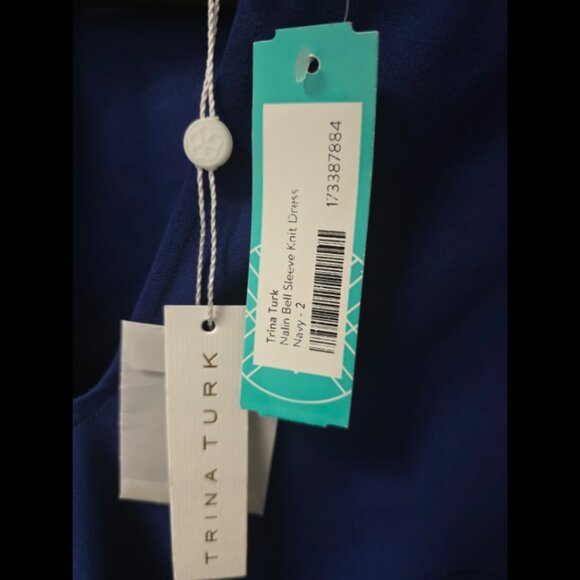 Trina Turk
Nalin Bell Sleeve Knit Dress
Navy - 2
173387884
TRINA TURK